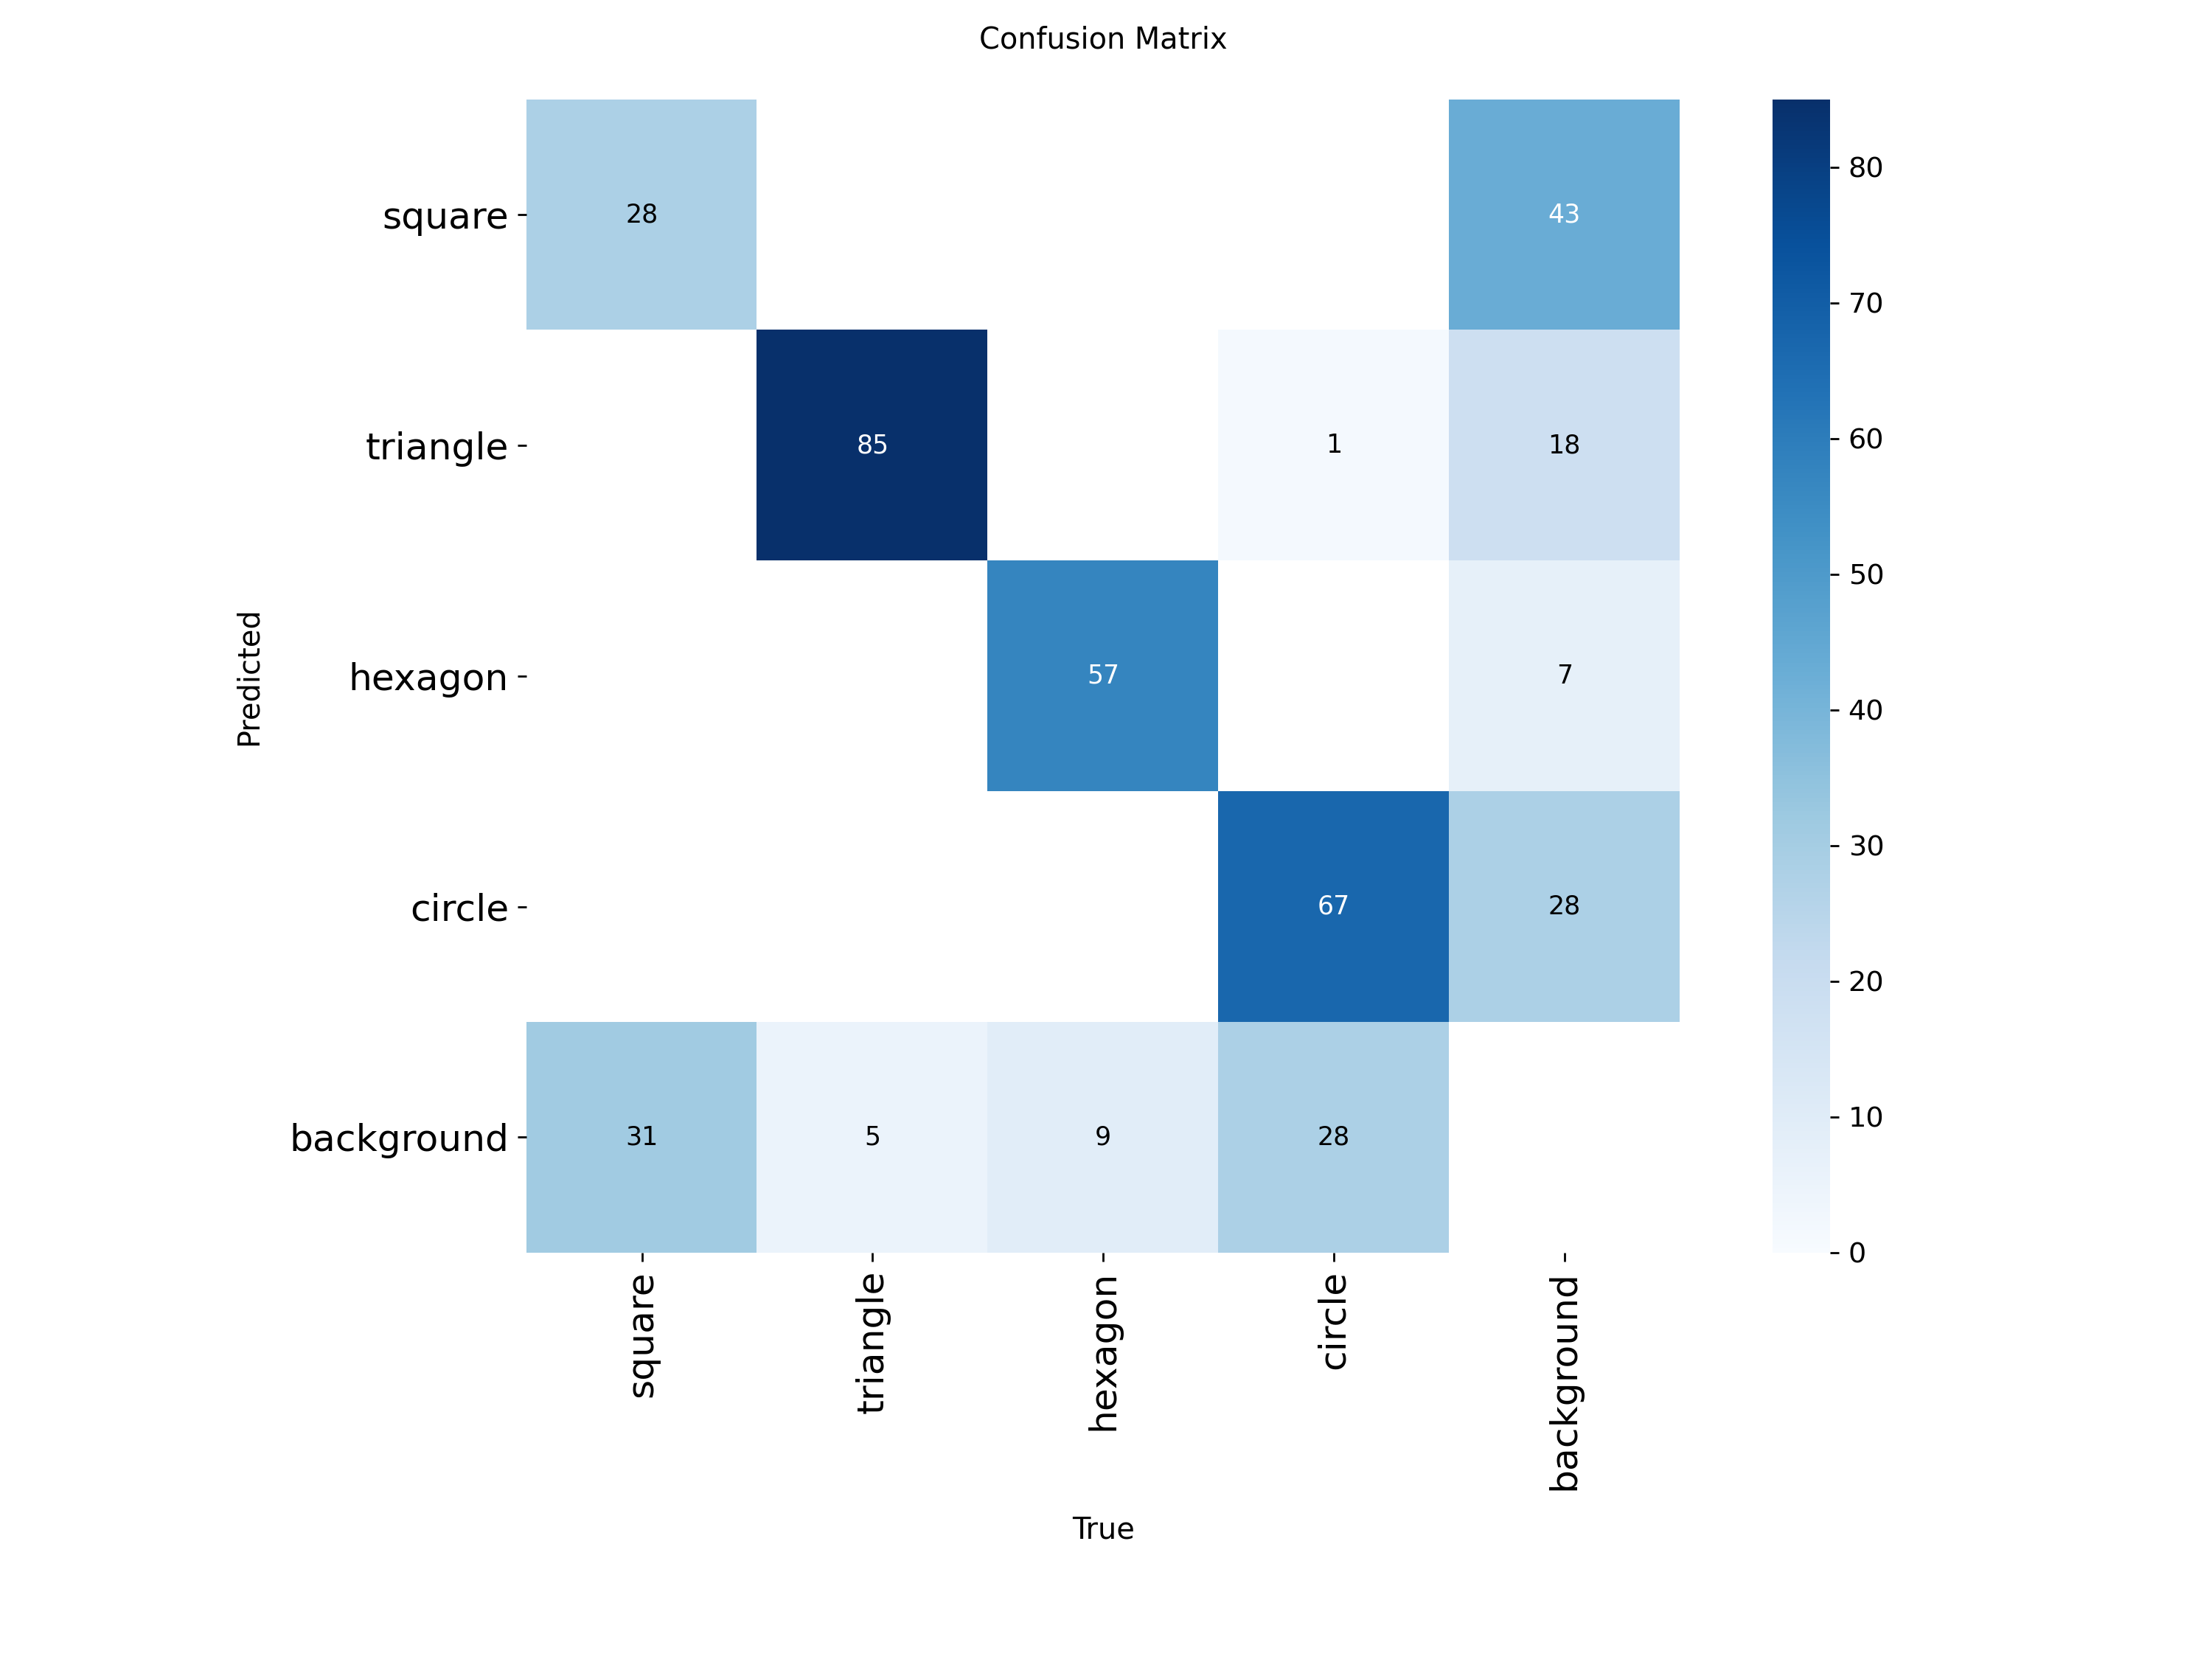 Confusion Matrix
square
28
43
80
70
triangle
85
1
18
60
50
Predicted
hexagon
57
7
40
30
circle
67
28
20
10
background
31
5
9
28
0
square
triangle
hexagon
circle
background
True